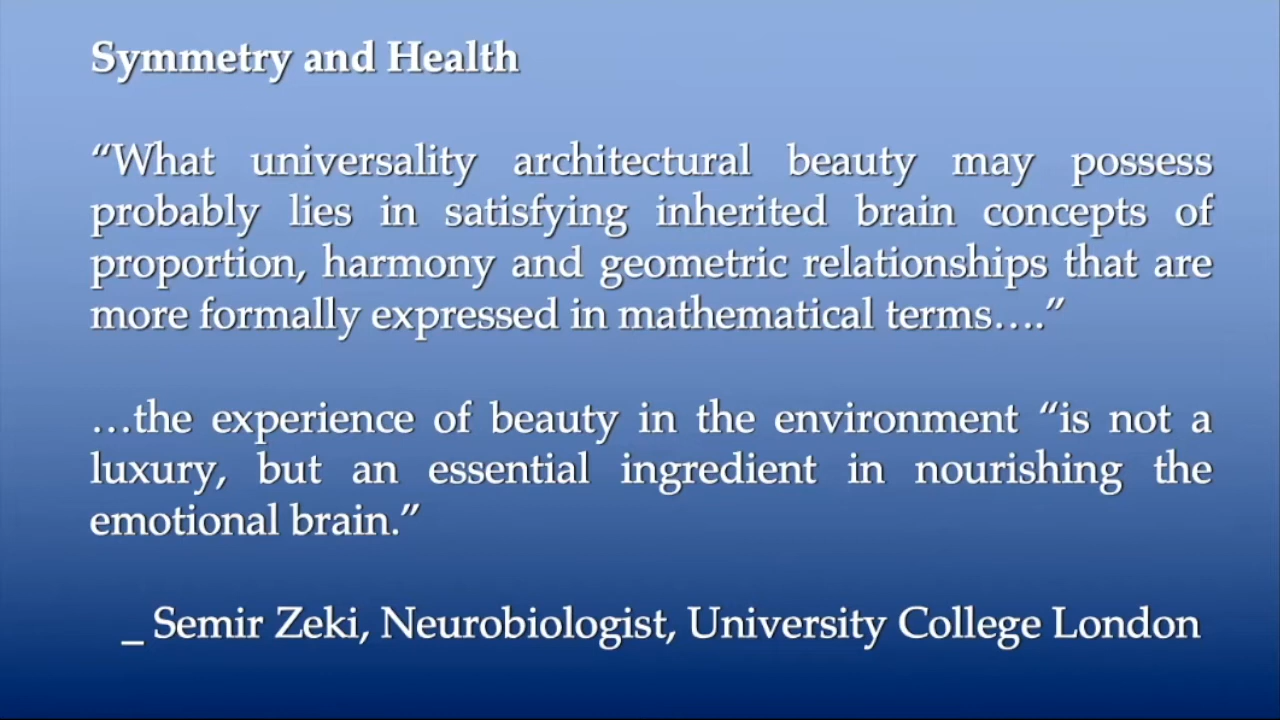 Symmetry and Health
“What universality architectural beauty may possess
probably lies in satisfying inherited brain concepts of
proportion, harmony and geometric relationships that are
more formally expressed in mathematical terms….”
…the experience of beauty in the environment “is not a
luxury, but an essential ingredient in nourishing the
emotional brain.”
_ Semir Zeki, Neurobiologist, University College London